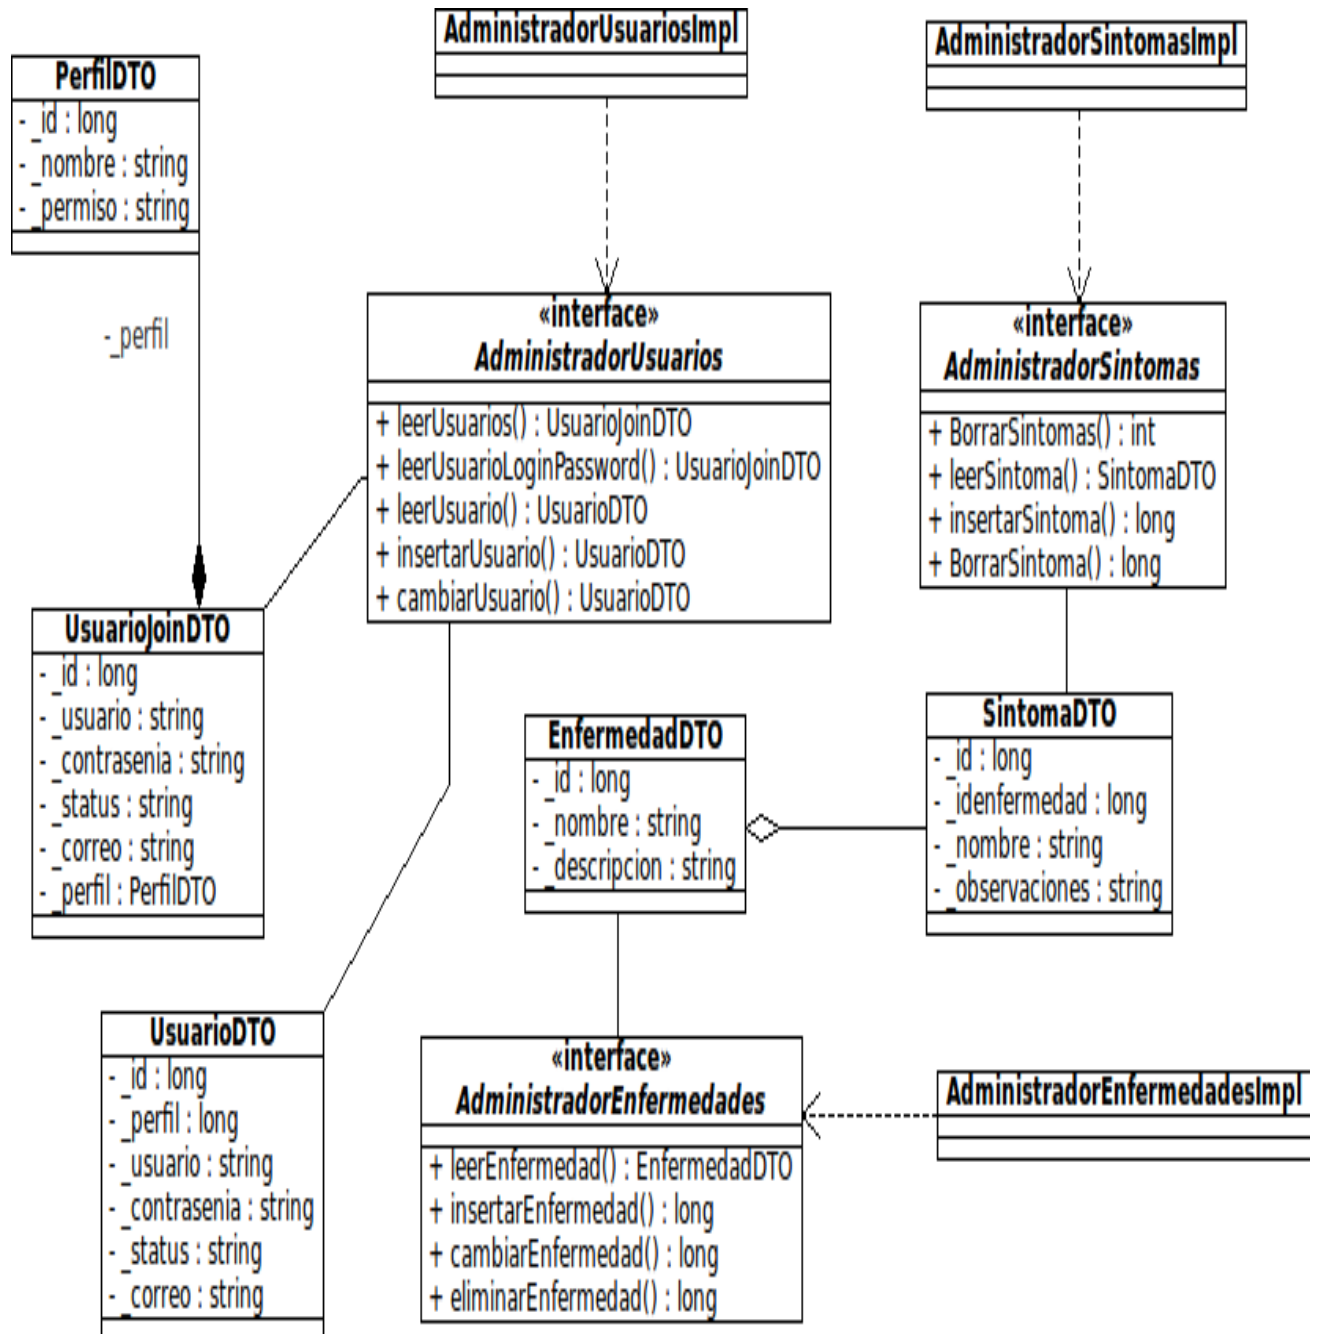 AdministradorUsuariosImpl
AdministradorSintomasImpl
PerfilDTO
- _id : long
- _nombre : string
- _permiso : string
-_perfil
«interface»
AdministradorUsuarios
+ leerUsuarios() : UsuarioJoinDTO
+ leerUsuarioLoginPassword() : UsuarioJoinDTO
+ leerUsuario() : UsuarioDTO
+ insertarUsuario() : UsuarioDTO
+ cambiarUsuario() : UsuarioDTO
«interface»
AdministradorSintomas
+ BorrarSintomas() : int
+ leerSintoma() : SintomaDTO
+ insertarSintoma() : long
+ BorrarSintoma() : long
UsuarioJoinDTO
- _id : long
- _usuario : string
- _contrasenia : string
- _status : string
- _correo : string
- _perfil : PerfilDTO
EnfermedadDTO
- _id : long
- _nombre : string
- _descripcion : string
SintomaDTO
- _id : long
- _idenfermedad : long
- _nombre : string
- _observaciones : string
UsuarioDTO
- _id : long
- _perfil : long
- _usuario : string
- _contrasenia : string
- _status : string
- _correo : string
«interface»
AdministradorEnfermedades
+ leerEnfermedad() : EnfermedadDTO
+ insertarEnfermedad() : long
+ cambiarEnfermedad() : long
+ eliminarEnfermedad() : long
AdministradorEnfermedadesImpl